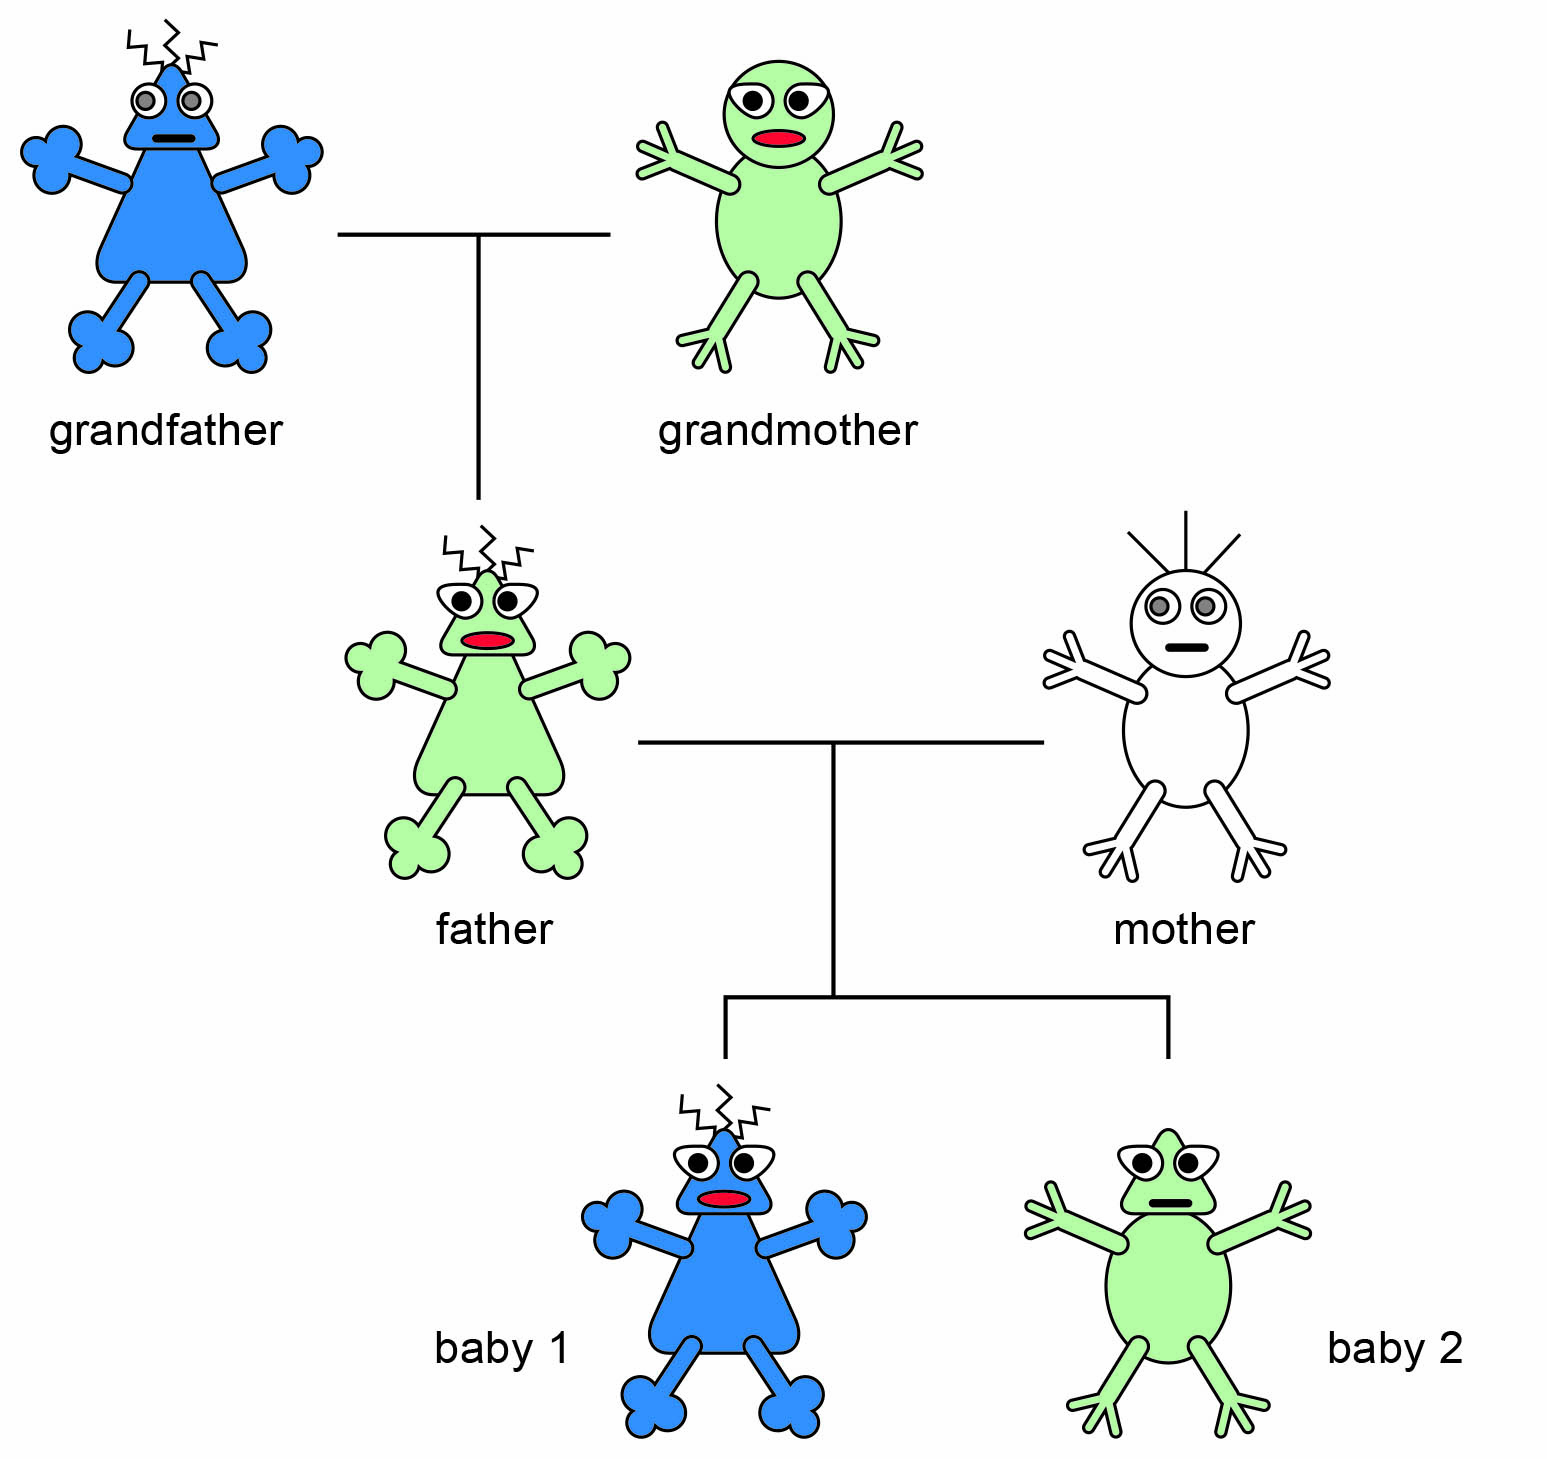 grandfather
grandmother
father
mother
baby 1
baby 2